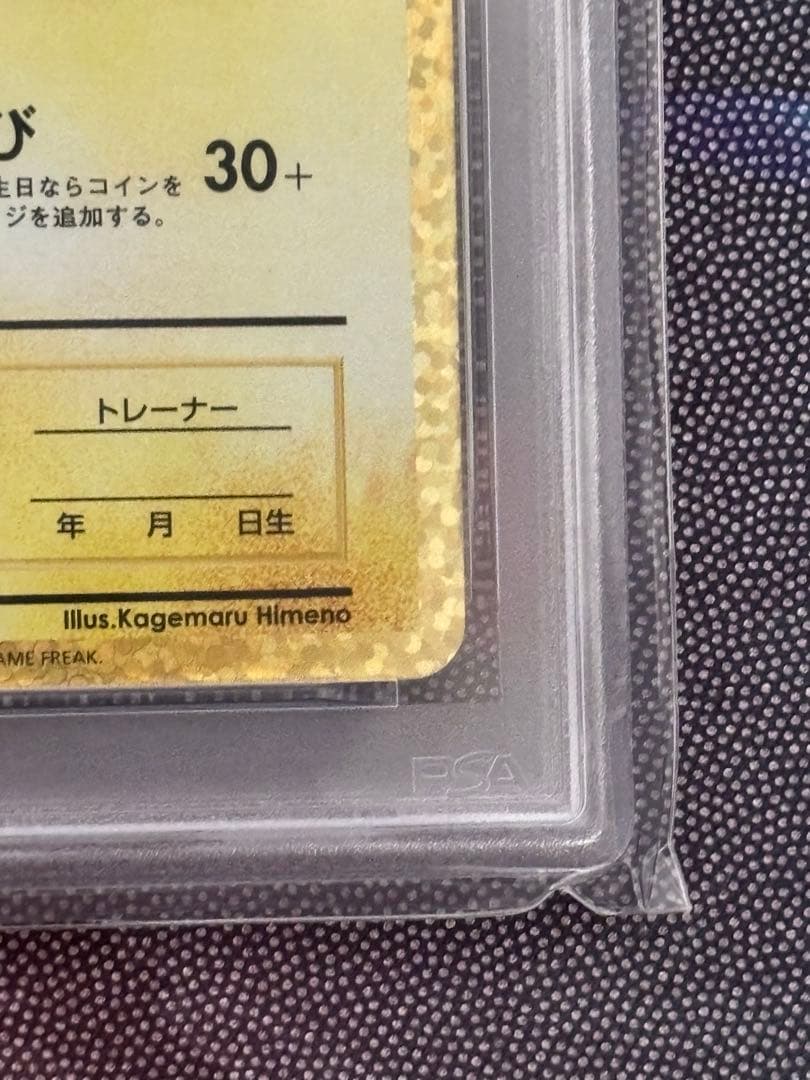 び
生日ならコインを 30+
ジを追加する。
トレーナー
年 月 日生
Illus.Kagemaru Himeno
AME FREAK.
PSA